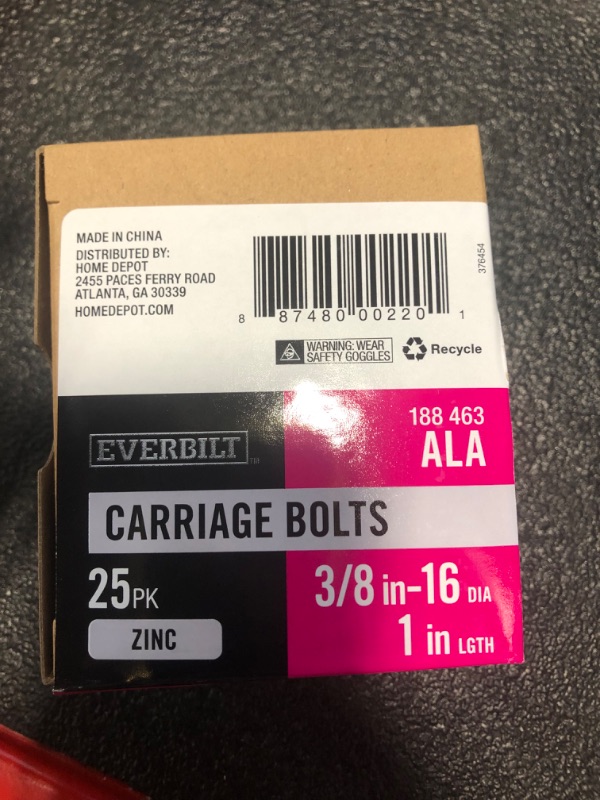 MADE IN CHINA
DISTRIBUTED BY:
HOME DEPOT
2455 PACES FERRY ROAD
ATLANTA, GA 30339
HOMEDEPOT.COM
8 87480 00220 1
376454
WARNING: WEAR
SAFETY GOGGLES
Recycle
188 463
ALA
EVERBILT TM
CARRIAGE BOLTS
25PK
ZINC
3/8 in-16 DIA
1 in LGTH